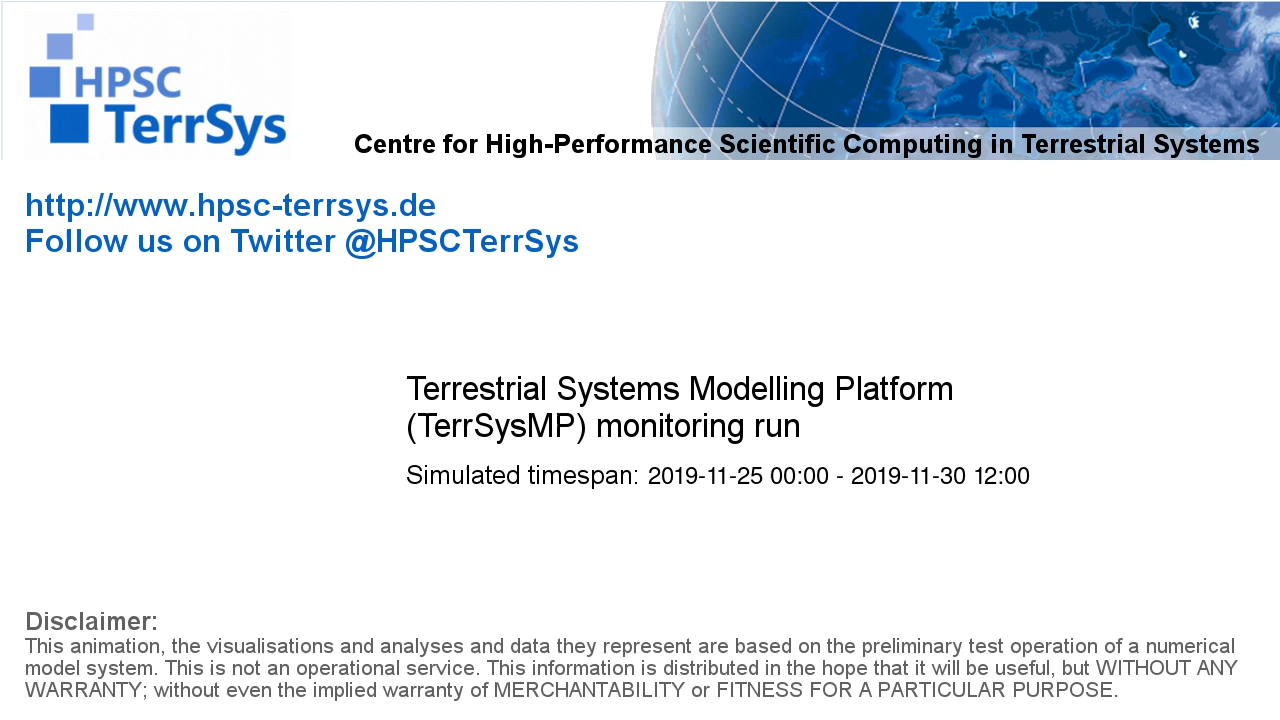 HPSC
TerrSys
Centre for High-Performance Scientific Computing in Terrestrial Systems
http://www.hpsc-terrsys.de
Follow us on Twitter @HPSCTerrSys
Terrestrial Systems Modelling Platform
(TerrSysMP) monitoring run
Simulated timespan: 2019-11-25 00:00 - 2019-11-30 12:00
Disclaimer:
This animation, the visualisations and analyses and data they represent are based on the preliminary test operation of a numerical
model system. This is not an operational service. This information is distributed in the hope that it will be useful, but WITHOUT ANY
WARRANTY; without even the implied warranty of MERCHANTABILITY or FITNESS FOR A PARTICULAR PURPOSE.